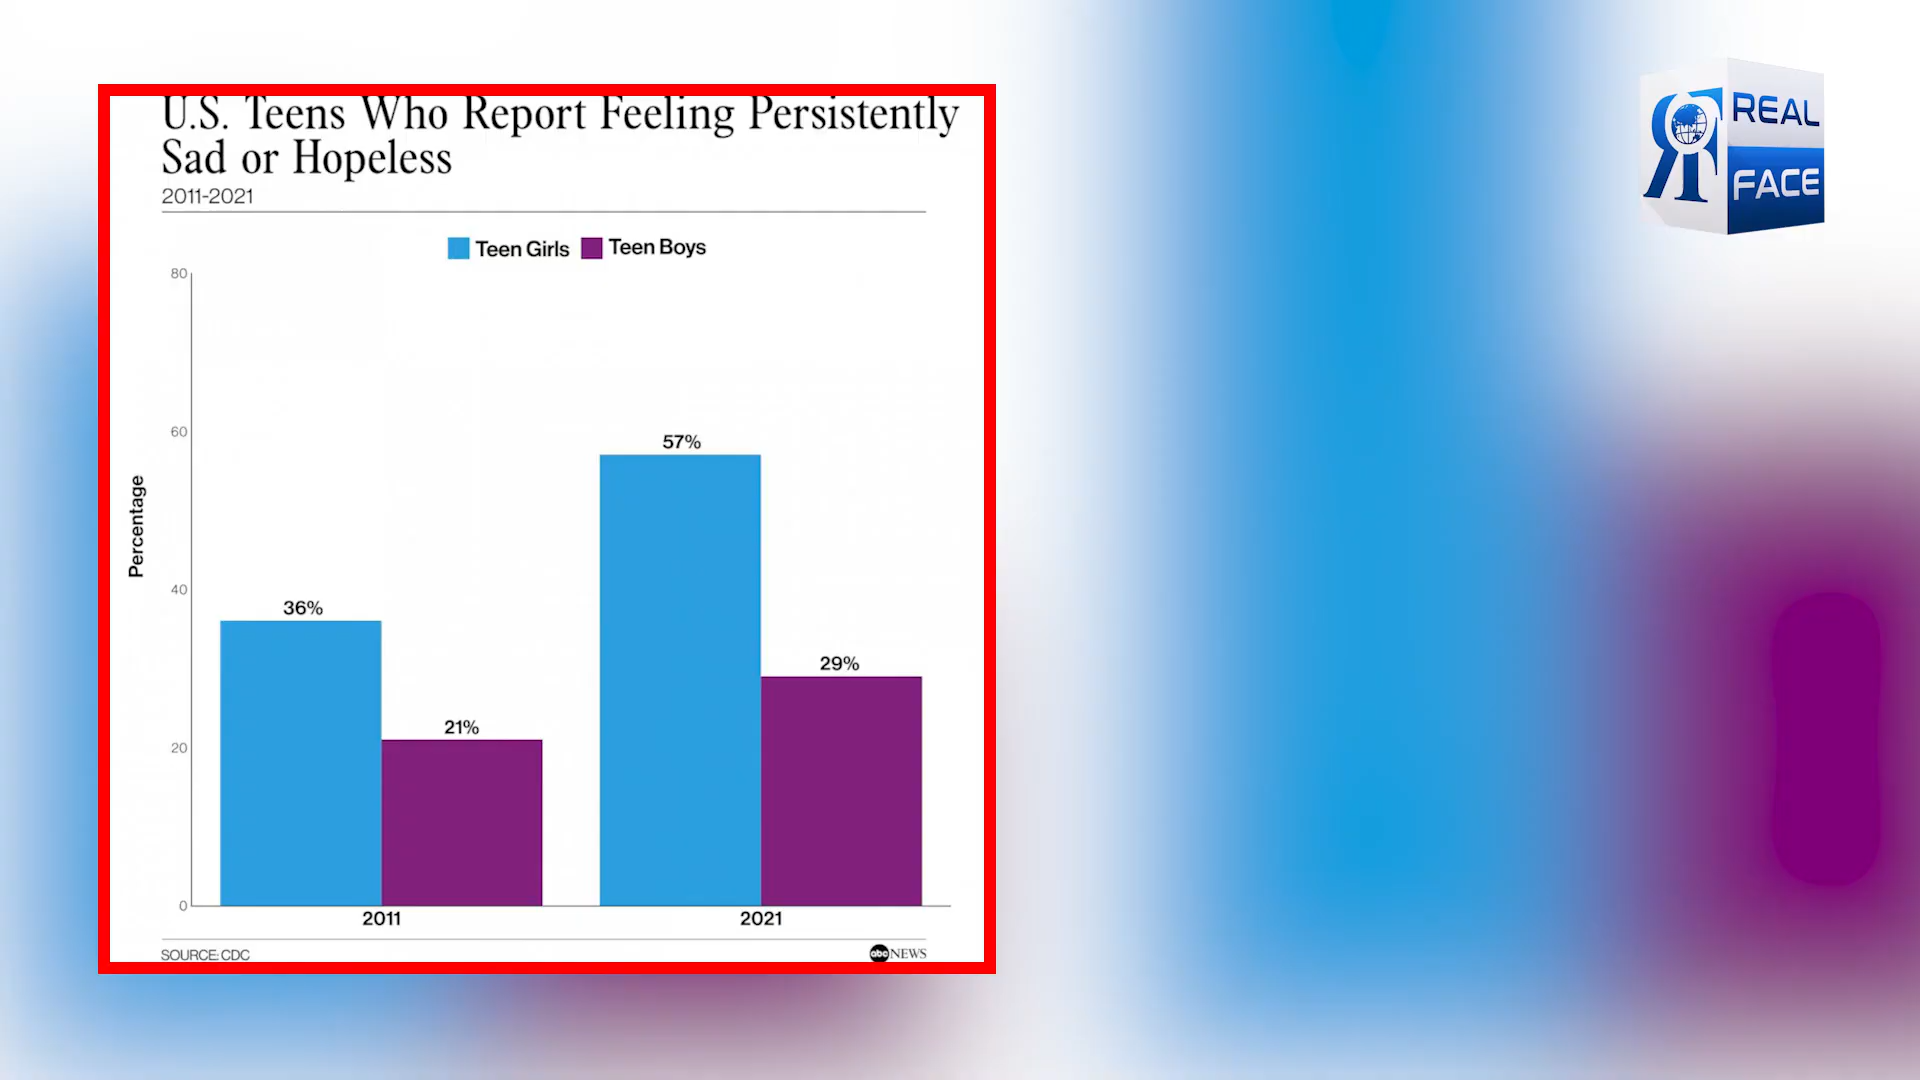 U.S. Teens Who Report Feeling Persistently
Sad or Hopeless
2011-2021
Teen Girls Teen Boys
80
60
40
20
0
Percentage
36%
21%
57%
29%
2011
2021
SOURCE: CDC
abc NEWS
REAL
FACE